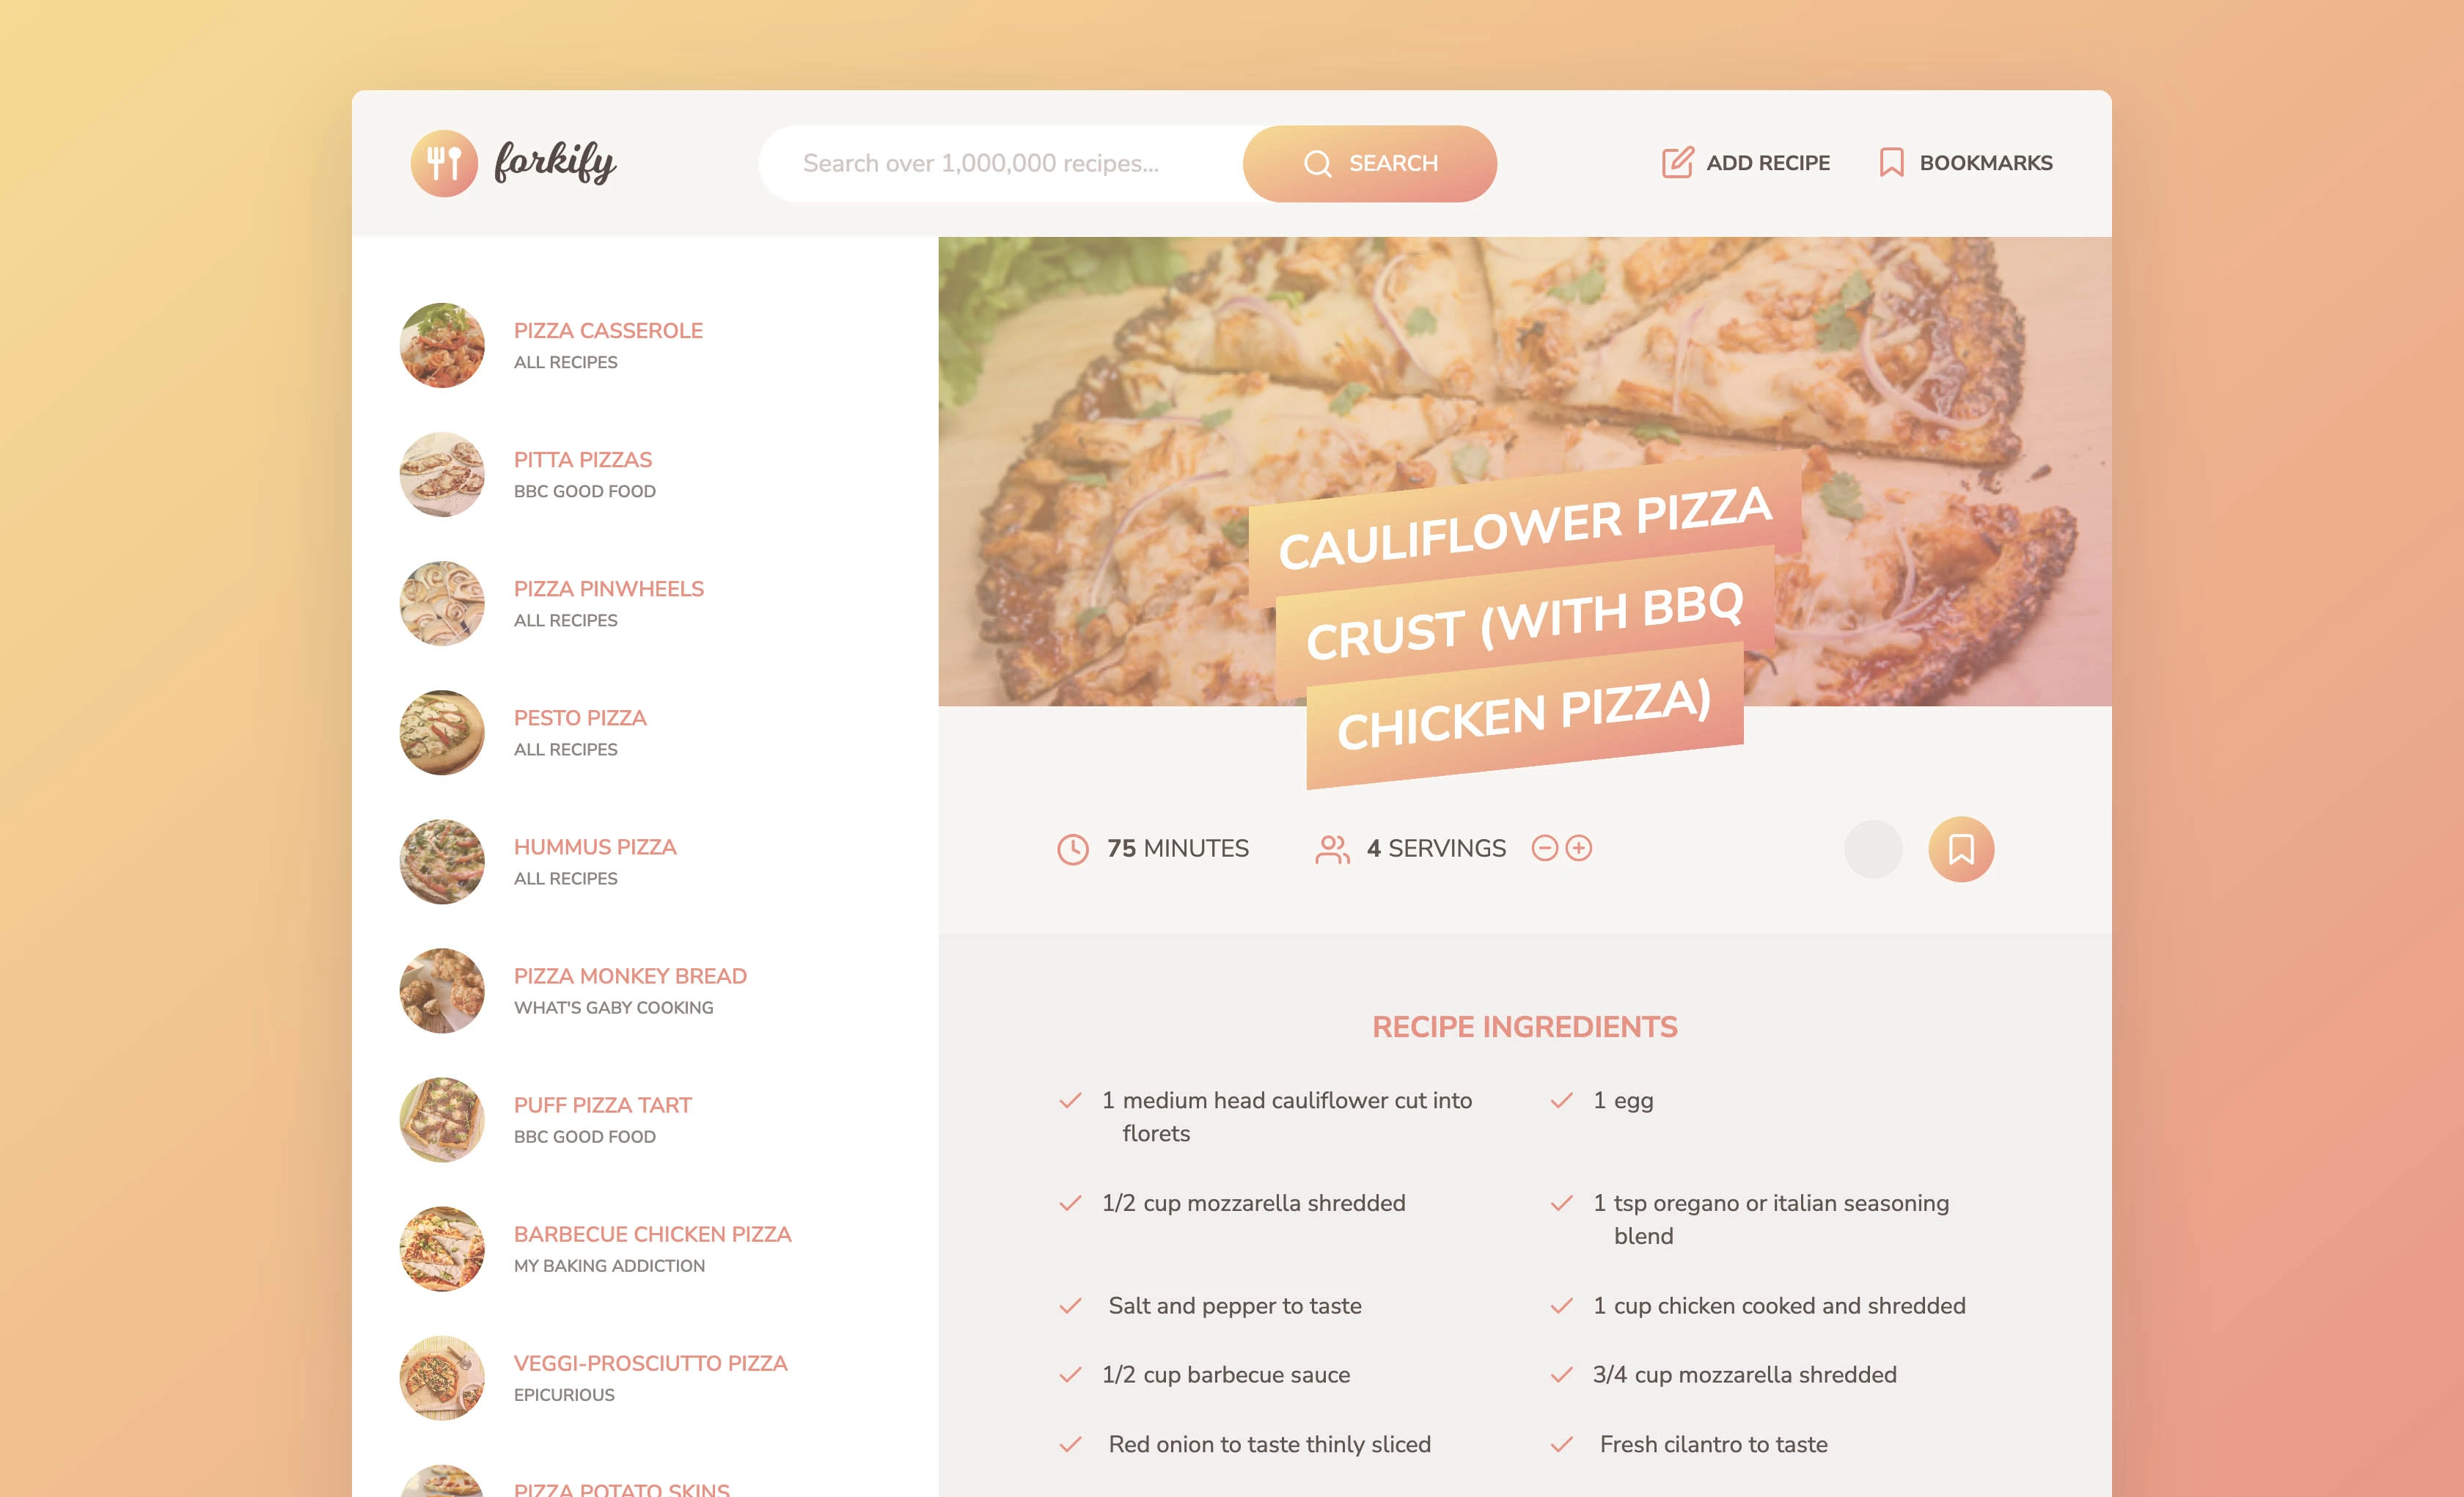 forkify
Search over 1,000,000 recipes...
SEARCH
ADD RECIPE
BOOKMARKS
PIZZA CASSEROLE
ALL RECIPES
PITTA PIZZAS
BBC GOOD FOOD
PIZZA PINWHEELS
ALL RECIPES
PESTO PIZZA
ALL RECIPES
HUMMUS PIZZA
ALL RECIPES
PIZZA MONKEY BREAD
WHAT'S GABY COOKING
PUFF PIZZA TART
BBC GOOD FOOD
BARBECUE CHICKEN PIZZA
MY BAKING ADDICTION
VEGGI-PROSCIUTTO PIZZA
EPICURIOUS
PIZZA POTATO SKINS
CAULIFLOWER PIZZA
CRUST (WITH BBQ
CHICKEN PIZZA)
75 MINUTES
4 SERVINGS
RECIPE INGREDIENTS
1 medium head cauliflower cut into
florets
1 egg
1/2 cup mozzarella shredded
1 tsp oregano or italian seasoning
blend
Salt and pepper to taste
1 cup chicken cooked and shredded
1/2 cup barbecue sauce
3/4 cup mozzarella shredded
Red onion to taste thinly sliced
Fresh cilantro to taste